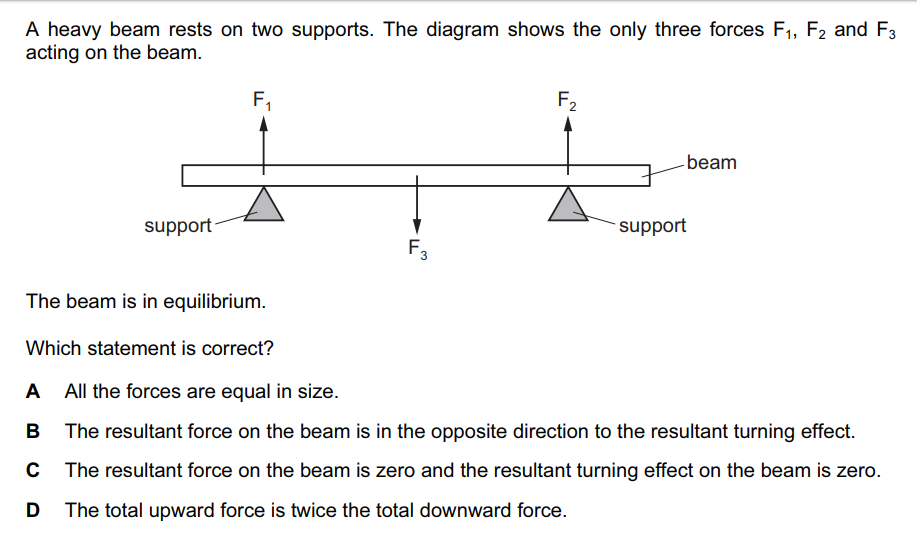 A heavy beam rests on two supports. The diagram shows the only three forces F₁, F₂ and F₃
acting on the beam.
F₁
F₂
beam
support
support
F₃
The beam is in equilibrium.
Which statement is correct?
A All the forces are equal in size.
B The resultant force on the beam is in the opposite direction to the resultant turning effect.
C The resultant force on the beam is zero and the resultant turning effect on the beam is zero.
D The total upward force is twice the total downward force.